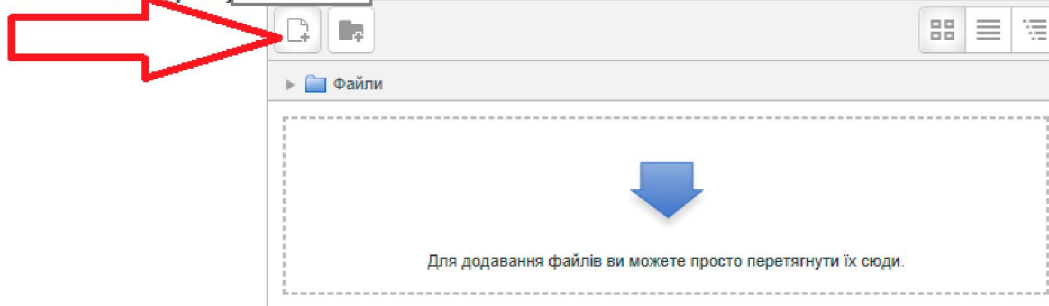 Файли
Для додавання файлів ви можете просто перетягнути їх сюди.